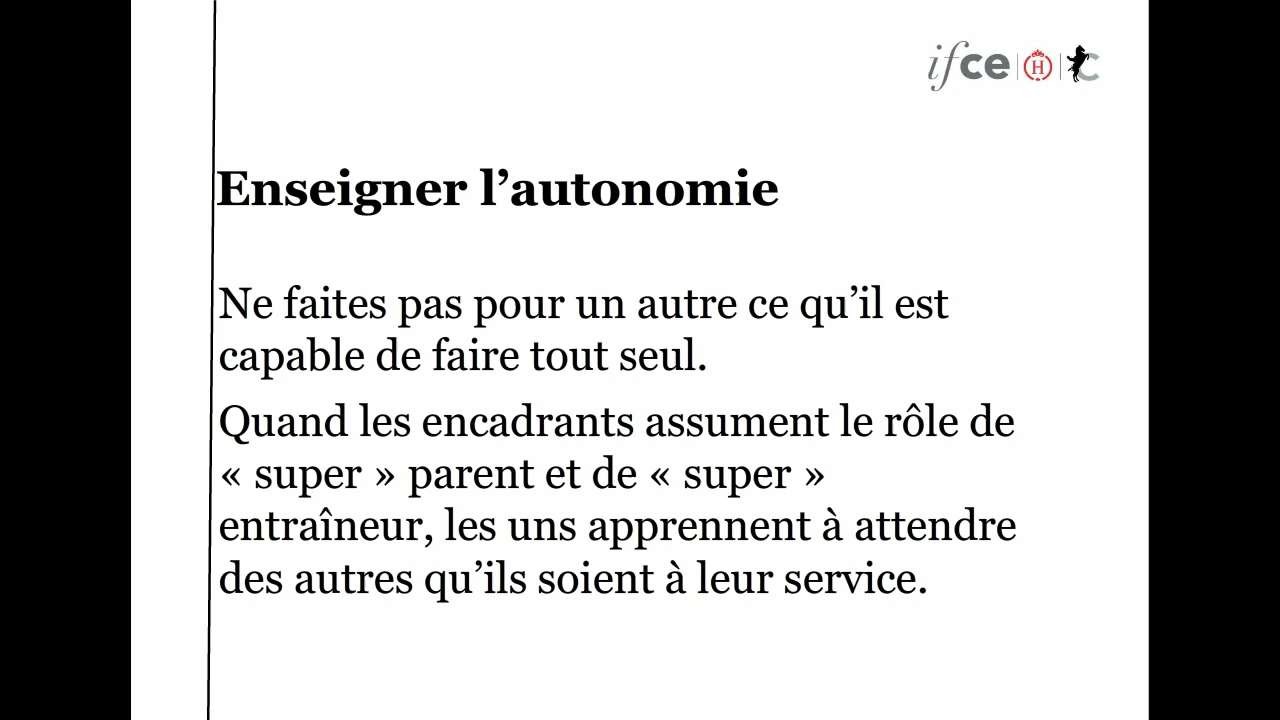 ifce H C
Enseigner l’autonomie
Ne faites pas pour un autre ce qu’il est
capable de faire tout seul.
Quand les encadrants assument le rôle de
« super » parent et de « super »
entraîneur, les uns apprennent à attendre
des autres qu’ils soient à leur service.